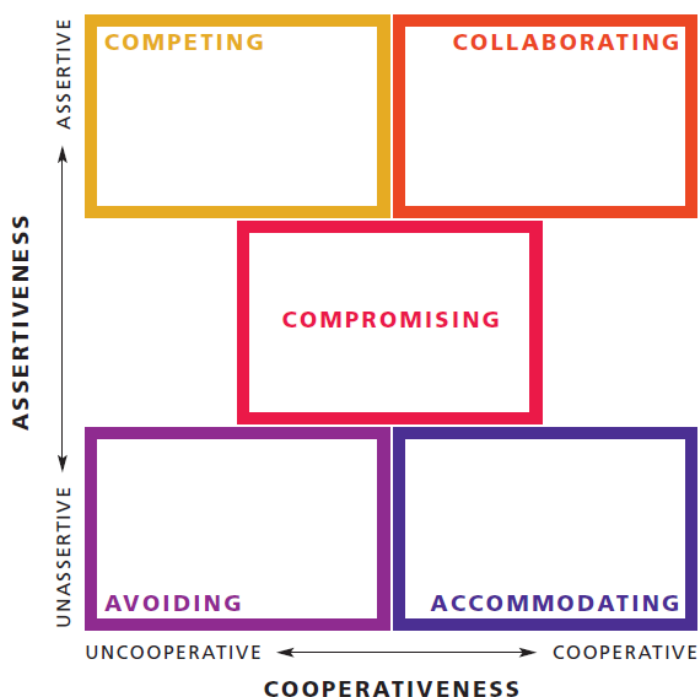 COMPETING
COLLABORATING
ASSERTIVE
ASSERTIVENESS
COMPROMISING
UNASSERTIVE
AVOIDING
ACCOMMODATING
UNCOOPERATIVE
COOPERATIVE
COOPERATIVENESS